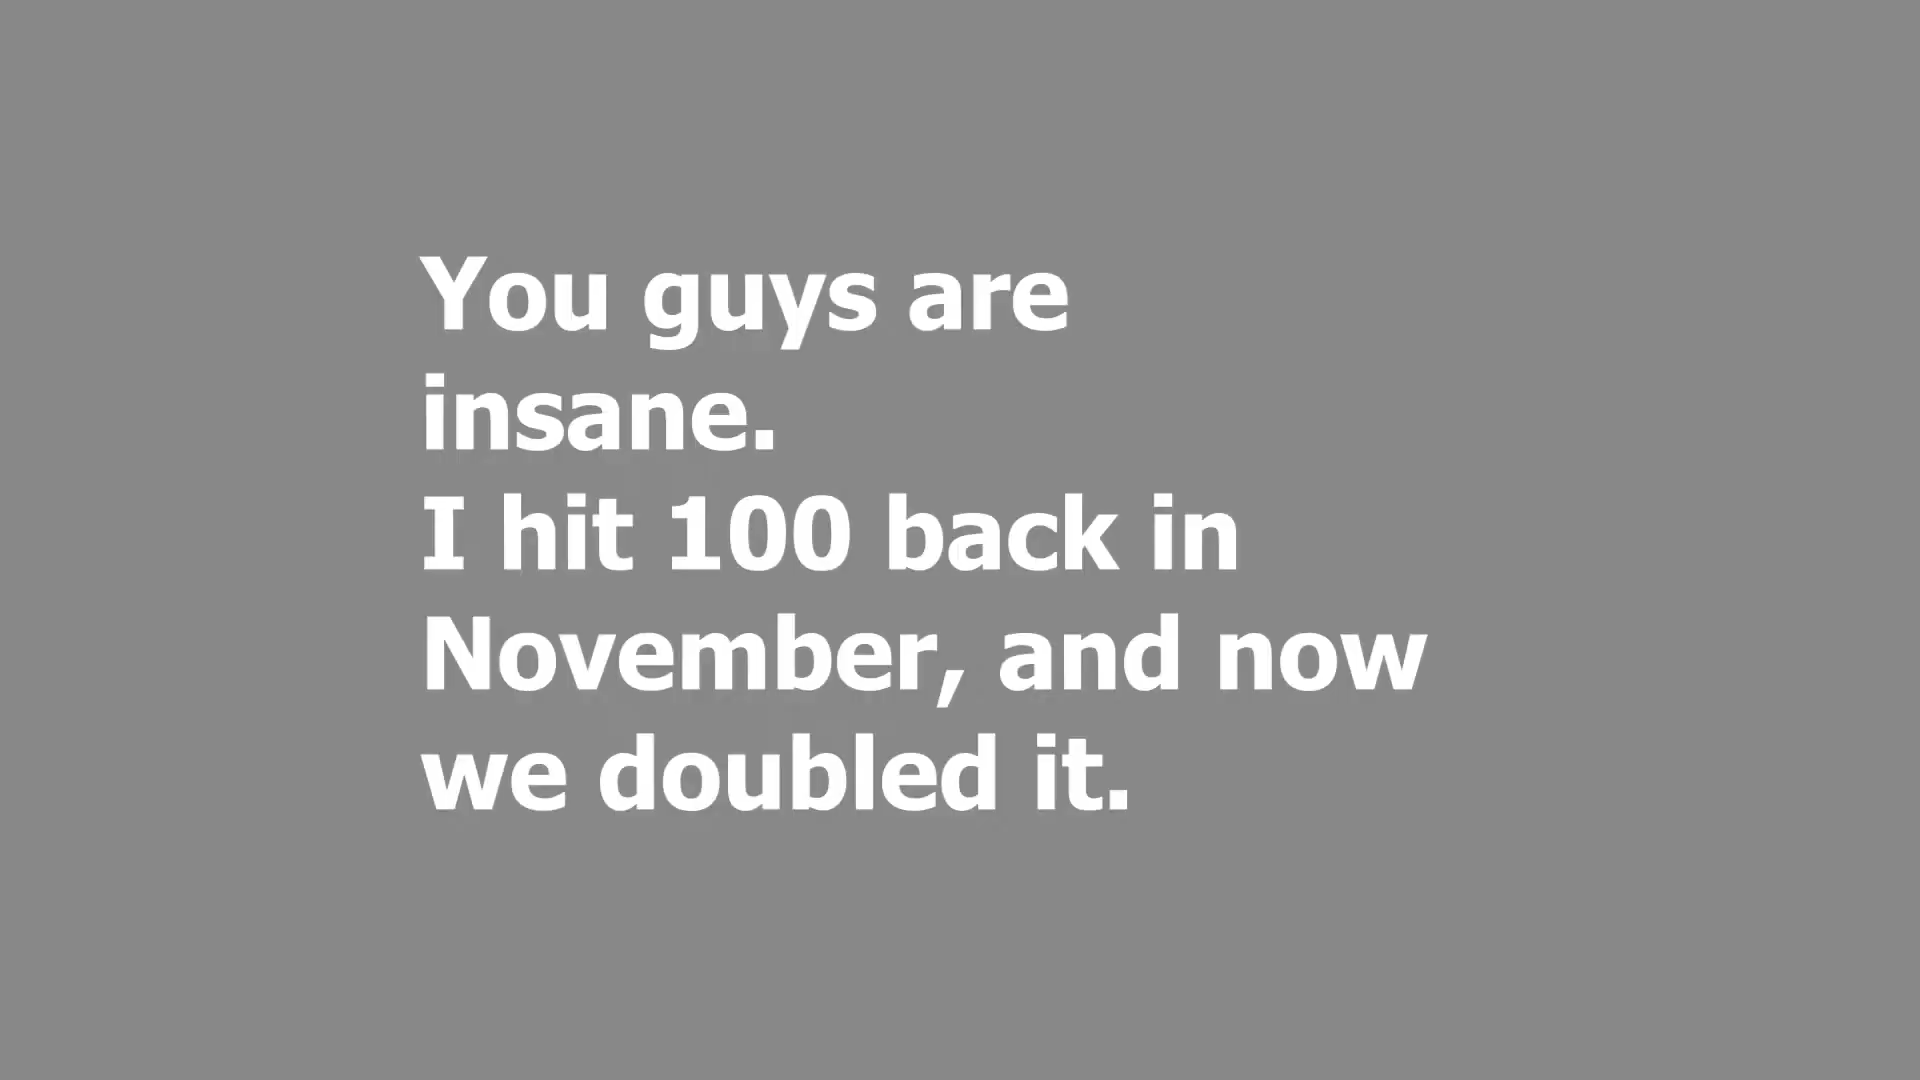 You guys are
insane.
I hit 100 back in
November, and now
we doubled it.